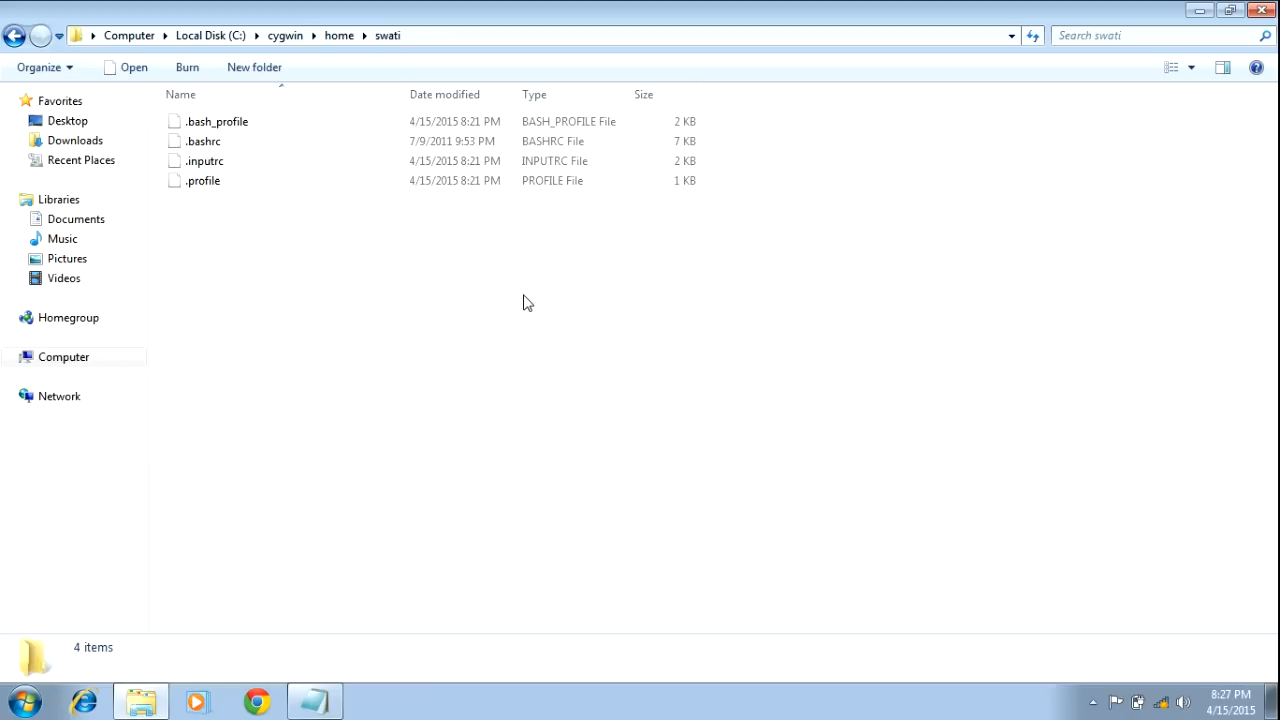 Computer Local Disk (C:) cygwin home swati Search swati
Organize Open Burn New folder
Name Date modified Type Size
Favorites
Desktop
Downloads
Recent Places
Libraries
Documents
Music
Pictures
Videos
Homegroup
Computer
Network
.bash_profile 4/15/2015 8:21 PM BASH_PROFILE File 2 KB
.bashrc 7/9/2011 9:53 PM BASHRC File 7 KB
.inputrc 4/15/2015 8:21 PM INPUTRC File 2 KB
.profile 4/15/2015 8:21 PM PROFILE File 1 KB
4 items
8:27 PM
4/15/2015